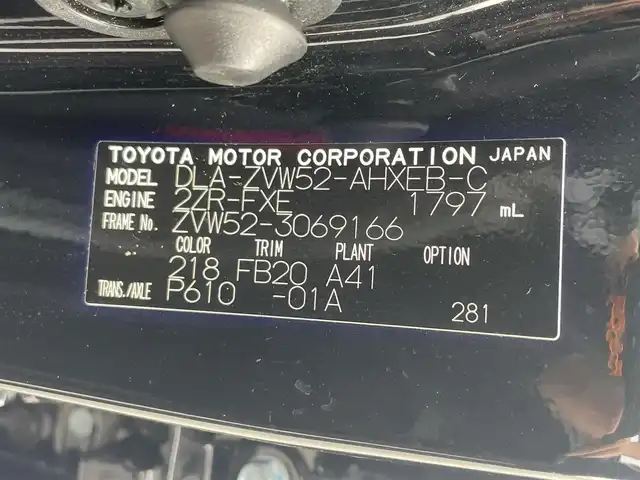 TOYOTA MOTOR CORPORATION JAPAN
MODEL DLA-ZVW52-AHXEB-C
ENGINE 2ZR-FXE 1797 mL
FRAME No. ZVW52-3069166
COLOR TRIM PLANT OPTION
218 FB20 A41
TRANS./AXLE P610 -01A 281